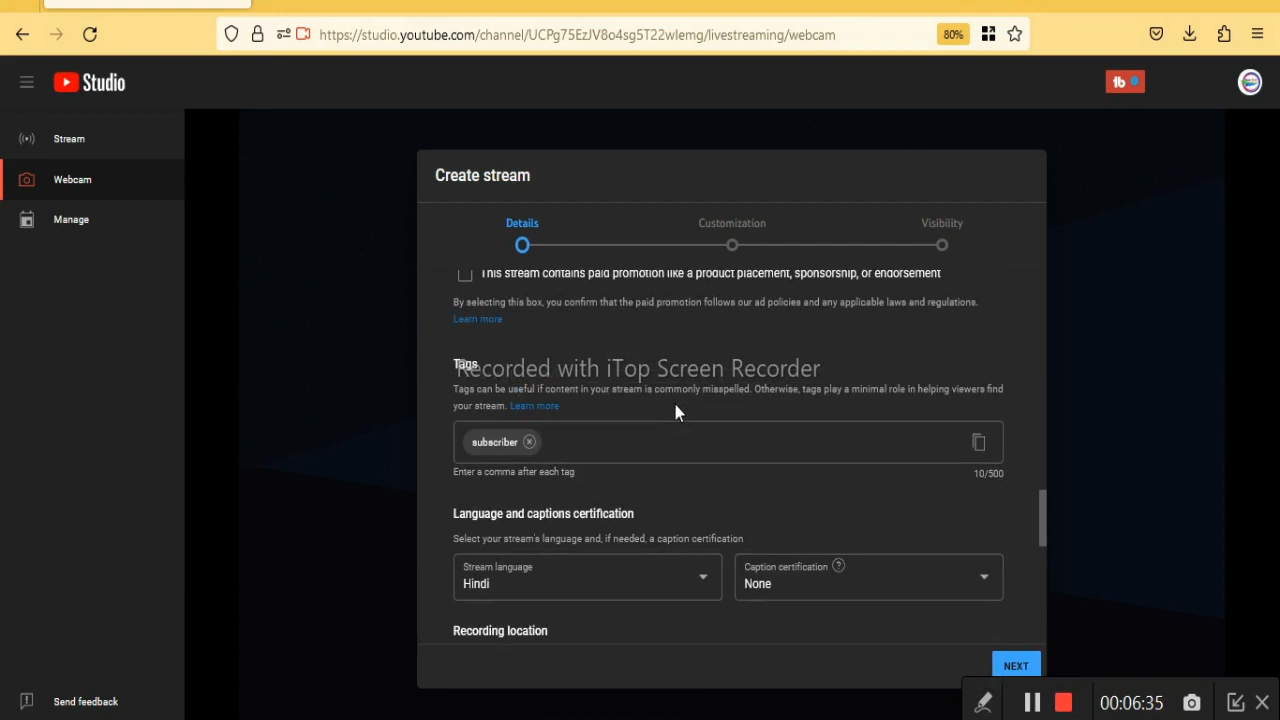 https://studio.youtube.com/channel/UCPg75EzJV8o4sg5T22wIemg/livestreaming/webcam
80%
Studio
tb
Stream
Webcam
Manage
Create stream
Details
Customization
Visibility
This stream contains paid promotion like a product placement, sponsorship, or endorsement
By selecting this box, you confirm that the paid promotion follows our ad policies and any applicable laws and regulations.
Learn more
Tags
Recorded with iTop Screen Recorder
Tags can be useful if content in your stream is commonly misspelled. Otherwise, tags play a minimal role in helping viewers find
your stream. Learn more
subscriber
Enter a comma after each tag
10/500
Language and captions certification
Select your stream's language and, if needed, a caption certification
Stream language
Hindi
Caption certification
None
Recording location
NEXT
Send feedback
00:06:35